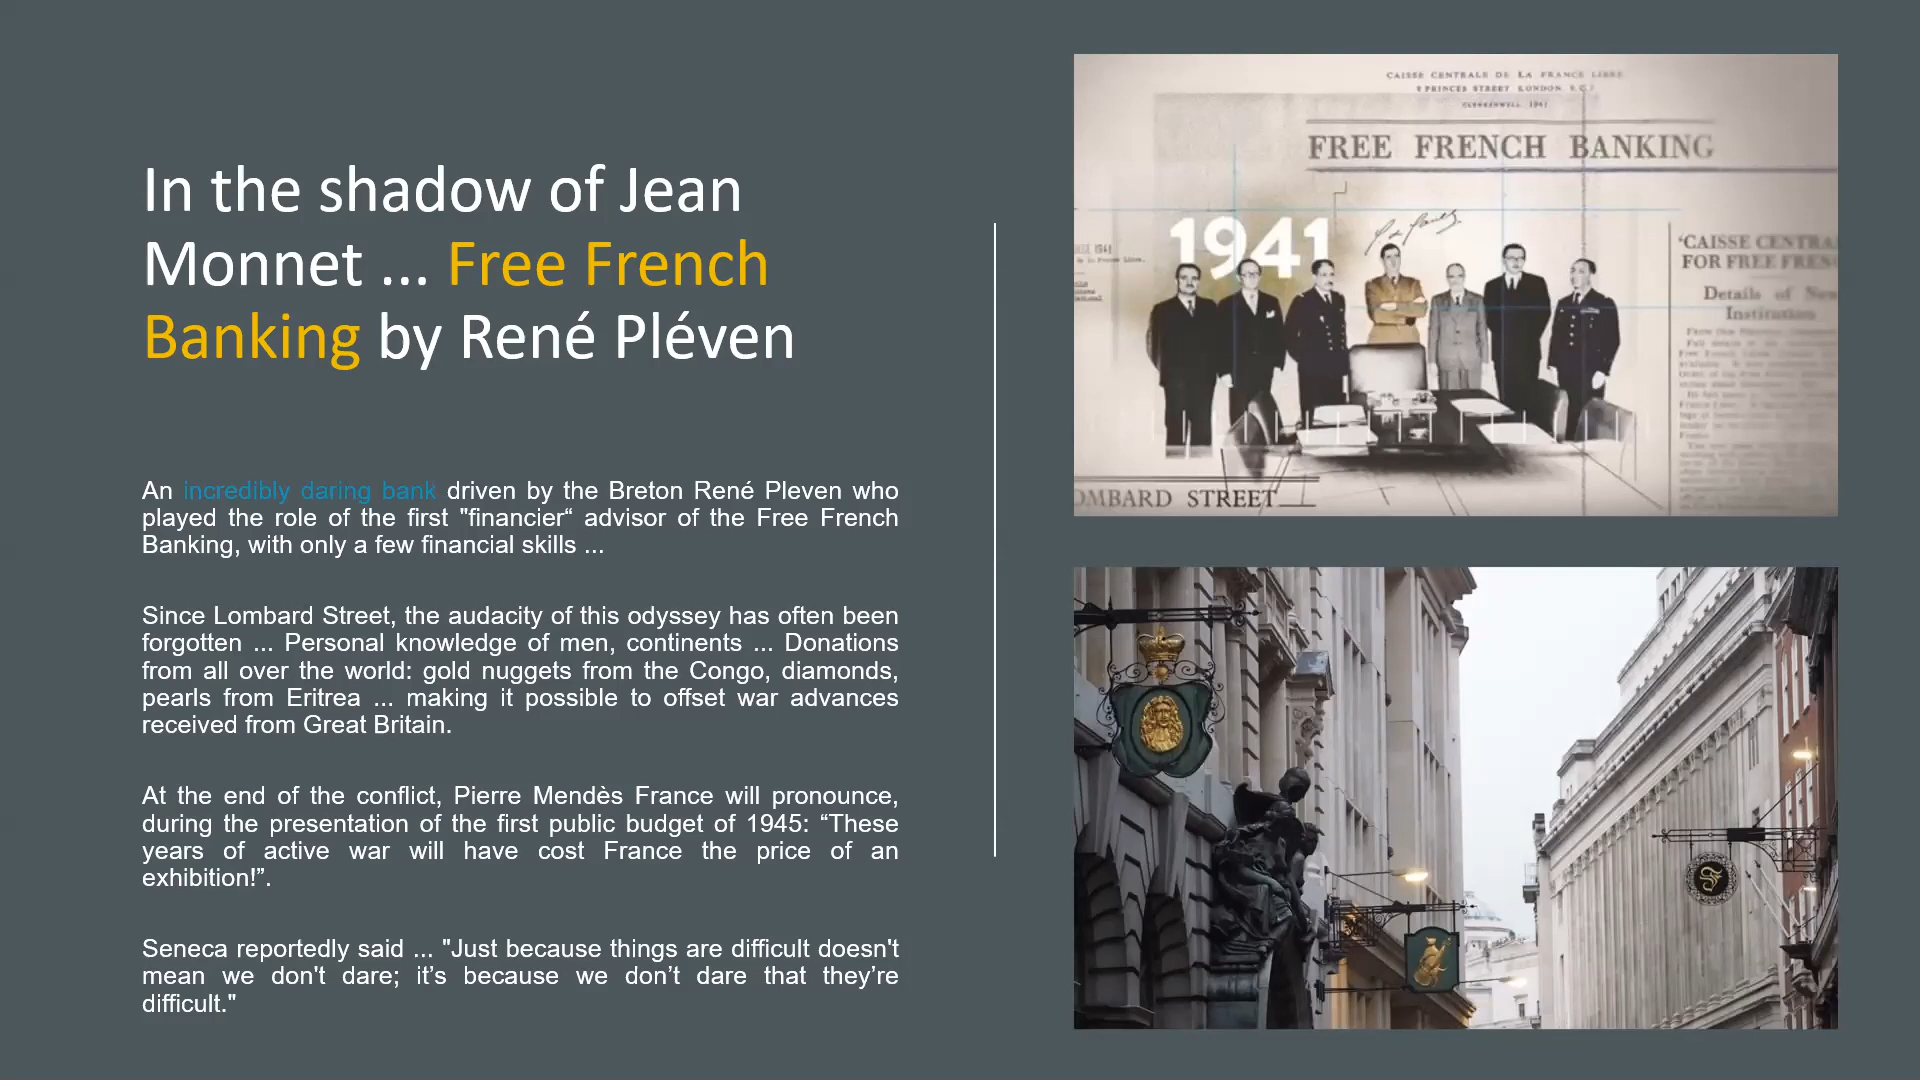 In the shadow of Jean
Monnet ... Free French
Banking by René Pléven
An incredibly daring bank driven by the Breton René Pleven who
played the role of the first "financier“ advisor of the Free French
Banking, with only a few financial skills ...
Since Lombard Street, the audacity of this odyssey has often been
forgotten ... Personal knowledge of men, continents ... Donations
from all over the world: gold nuggets from the Congo, diamonds,
pearls from Eritrea ... making it possible to offset war advances
received from Great Britain.
At the end of the conflict, Pierre Mendès France will pronounce,
during the presentation of the first public budget of 1945: “These
years of active war will have cost France the price of an
exhibition!”.
Seneca reportedly said ... "Just because things are difficult doesn't
mean we don't dare; it’s because we don’t dare that they’re
difficult."
CAISSE CENTRALE DE LA FRANCE LIBRE
PRINCES STREET LONDON
1941
FREE FRENCH BANKING
1941
‘CAISSE CENTRA
FOR FREE FREN
Details of New
Institution
OMBARD STREET